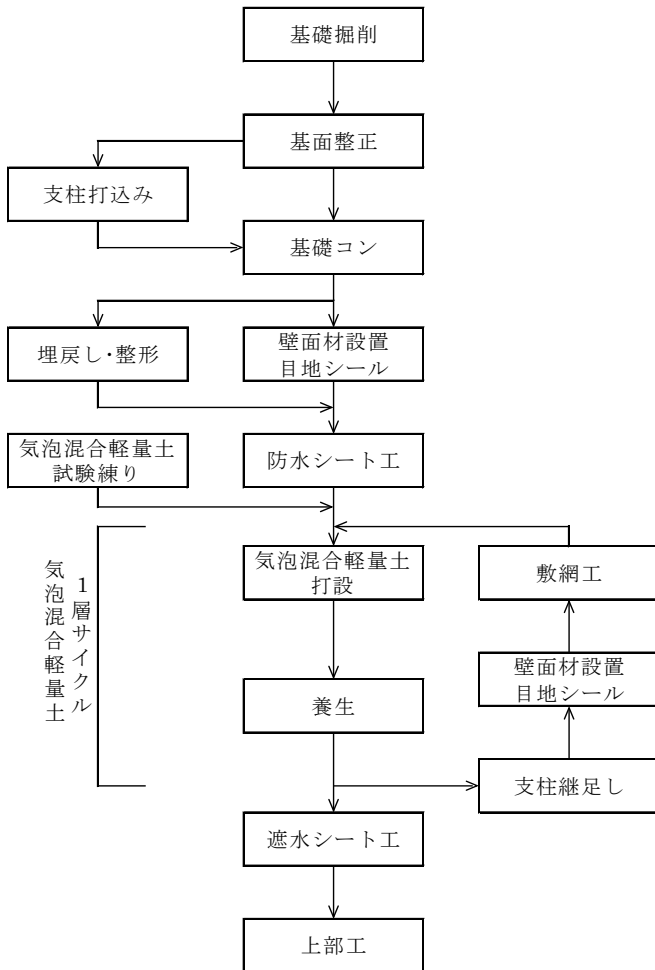 基礎掘削
基面整正
支柱打込み
基礎コン
埋戻し・整形
壁面材設置
目地シール
気泡混合軽量土
試験練り
防水シート工
気泡混合軽量土
1層サイクル
気泡混合軽量土
打設
敷網工
壁面材設置
目地シール
養生
支柱継足し
遮水シート工
上部工